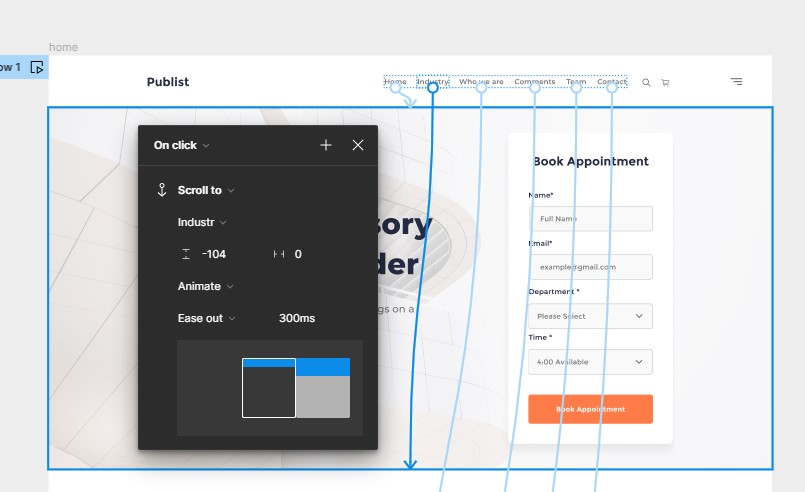 home
ow 1
Publist
Home Industry Who we are Comments Team Contact
On click
Scroll to
Industr
-104 0
Animate
Ease out 300ms
sory
der
gs on a
Book Appointment
Name*
Full Name
Email*
example@gmail.com
Department *
Please Select
Time *
4:00 Available
Book Appointment